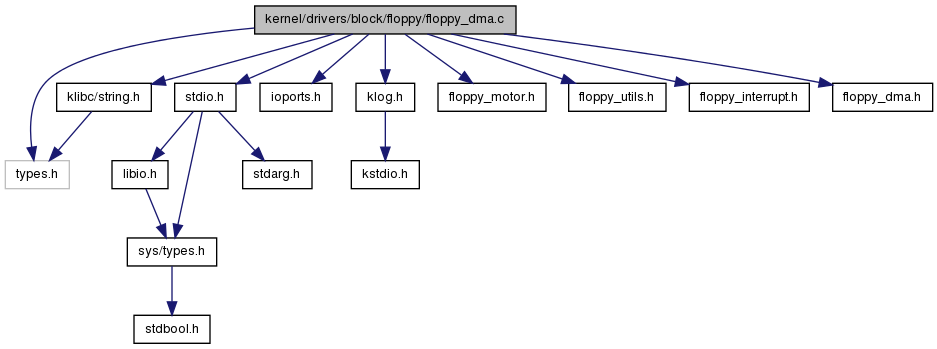 kernel/drivers/block/floppy/floppy_dma.c
klibc/string.h
stdio.h
ioports.h
klog.h
floppy_motor.h
floppy_utils.h
floppy_interrupt.h
floppy_dma.h
types.h
libio.h
stdarg.h
kstdio.h
sys/types.h
stdbool.h